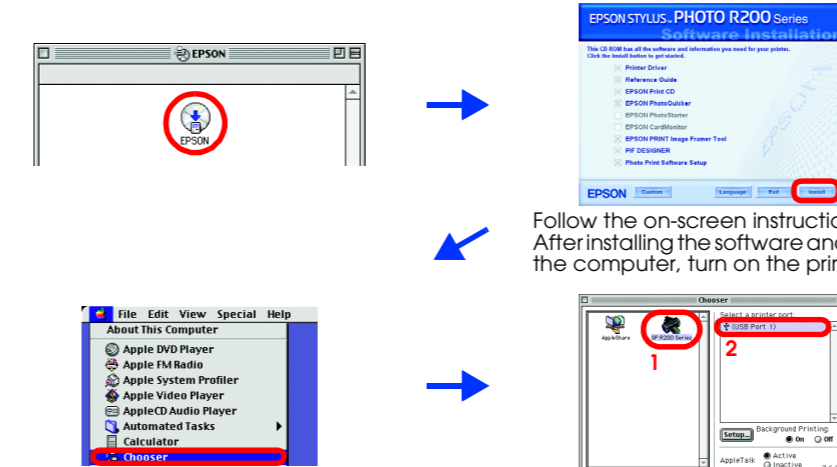 EPSON
EPSON
EPSON STYLUS PHOTO R200 Series
Software Installation
This CD-ROM has all the software and information you need for your printer.
Click the Install button to get started.
Printer Driver
Reference Guide
EPSON Print CD
EPSON PhotoQuicker
EPSON PhotoStarter
EPSON CardMonitor
EPSON PRINT Image Framer Tool
PIF DESIGNER
Photo Print Software Setup
EPSON Custom Language Exit Install
EPSON
Follow the on-screen instructio
After installing the software and
the computer, turn on the prin
File Edit View Special Help
About This Computer
Apple DVD Player
Apple FM Radio
Apple System Profiler
Apple Video Player
AppleCD Audio Player
Automated Tasks
Calculator
Chooser
Chooser
AppleShare
SP R200 Series
1
Select a printer port:
(USB Port 1)
2
Setup...
Background Printing:
On Off
AppleTalk
Active
Inactive